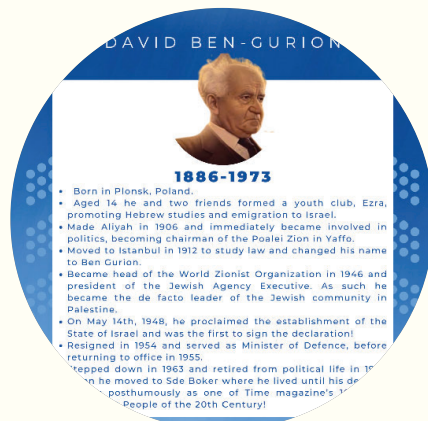 DAVID BEN-GURION
1886-1973
• Born in Plonsk, Poland.
• Aged 14 he and two friends formed a youth club, Ezra,
promoting Hebrew studies and emigration to Israel.
• Made Aliyah in 1906 and immediately became involved in
politics, becoming chairman of the Poalei Zion in Yaffo.
• Moved to Istanbul in 1912 to study law and changed his name
to Ben Gurion.
• Became head of the World Zionist Organization in 1946 and
president of the Jewish Agency Executive. As such he
became the de facto leader of the Jewish community in
Palestine.
• On May 14th, 1948, he proclaimed the establishment of the
State of Israel and was the first to sign the declaration!
• Resigned in 1954 and served as Minister of Defence, before
returning to office in 1955.
Stepped down in 1963 and retired from political life in
he moved to Sde Boker where he lived until his
posthumously as one of Time magazine's
People of the 20th Century!